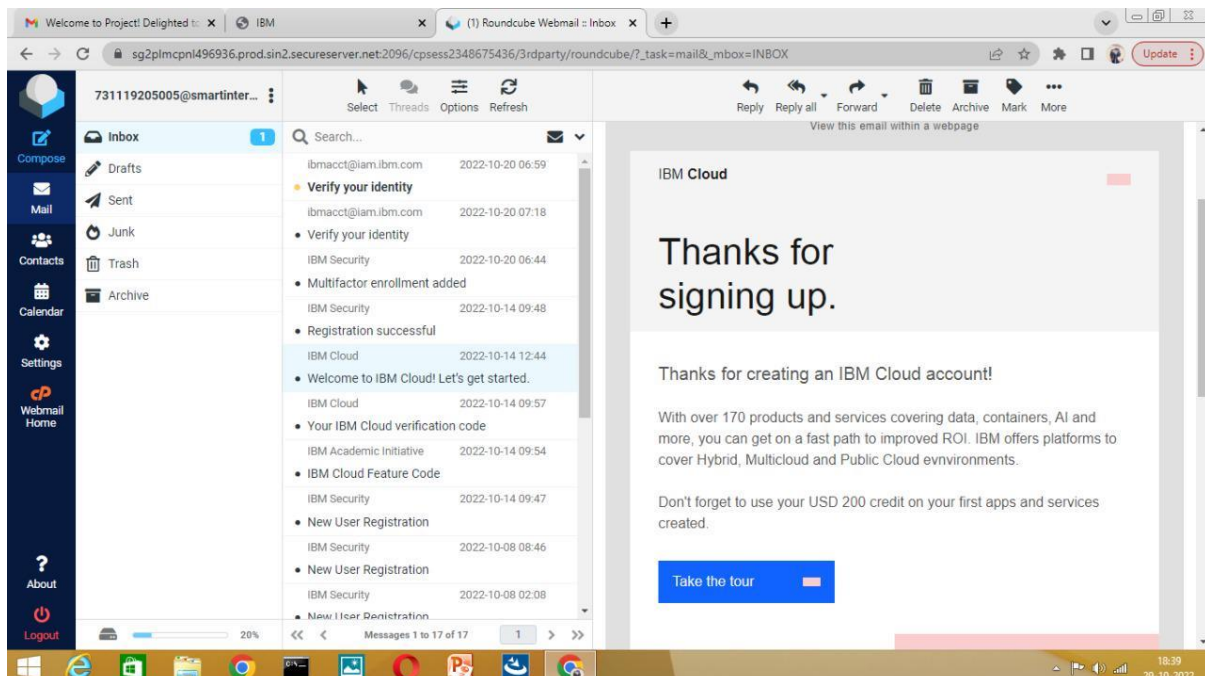 Welcome to Project! Delighted to
IBM
(1) Roundcube Webmail :: Inbox
sg2plmcpnl496936.prod.sin2.secureserver.net:2096/cpsess2348675436/3rdparty/roundcube/?_task=mail&_mbox=INBOX
Update
731119205005@smartinter...
Select Threads Options Refresh
Reply Reply all Forward Delete Archive Mark More
Compose
Mail
Contacts
Calendar
Settings
cP
Webmail
Home
?
About
Logout
Inbox 1
Drafts
Sent
Junk
Trash
Archive
20%
Search...
ibmacct@iam.ibm.com 2022-10-20 06:59
Verify your identity
ibmacct@iam.ibm.com 2022-10-20 07:18
Verify your identity
IBM Security 2022-10-20 06:44
Multifactor enrollment added
IBM Security 2022-10-14 09:48
Registration successful
IBM Cloud 2022-10-14 12:44
Welcome to IBM Cloud! Let's get started.
IBM Cloud 2022-10-14 09:57
Your IBM Cloud verification code
IBM Academic Initiative 2022-10-14 09:54
IBM Cloud Feature Code
IBM Security 2022-10-14 09:47
New User Registration
IBM Security 2022-10-08 08:46
New User Registration
IBM Security 2022-10-08 02:08
New User Registration
Messages 1 to 17 of 17 1
View this email within a webpage
IBM Cloud
Thanks for
signing up.
Thanks for creating an IBM Cloud account!
With over 170 products and services covering data, containers, AI and
more, you can get on a fast path to improved ROI. IBM offers platforms to
cover Hybrid, Multicloud and Public Cloud evnvironments.
Don't forget to use your USD 200 credit on your first apps and services
created.
Take the tour
18:39
29-10-2022